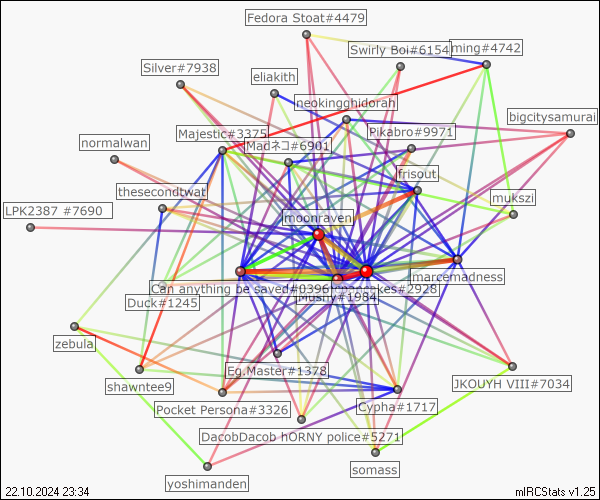 Fedora Stoat#4479
Swirly Boi#6154
ming#4742
Silver#7938
eliakith
neokingghidorah
bigcitysamurai
Majestic#3375
Pikabro#9971
normalwan
Madネコ#6901
frisout
thesecondtwat
mukszi
LPK2387 #7690
moonraven
marcemadness
Can anything be saved#0396
pancakes#2928
Mushy#1984
Duck#1245
zebula
Eg.Master#1378
shawntee9
JKOUYH VIII#7034
Pocket Persona#3326
Cypha#1717
DacobDacob hORNY police#5271
somass
yoshimanden
22.10.2024 23:34
mIRCStats v1.25